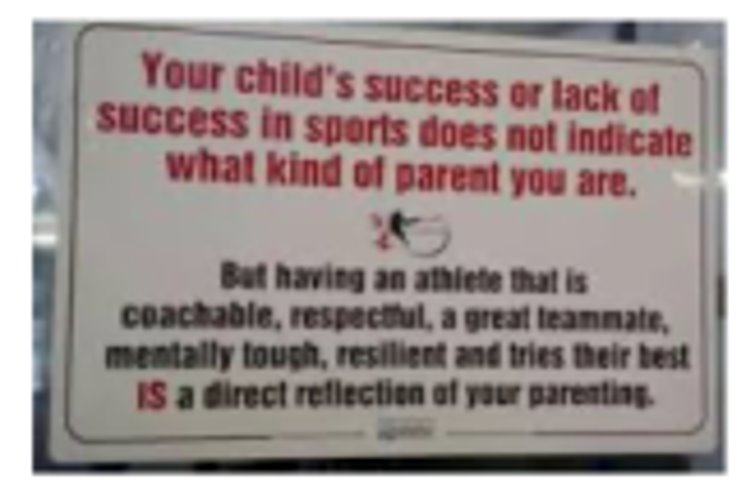 Your child's success or lack of
success in sports does not indicate
what kind of parent you are.
But having an athlete that is
coachable, respectful, a great teammate,
mentally tough, resilient and tries their best
IS a direct reflection of your parenting.